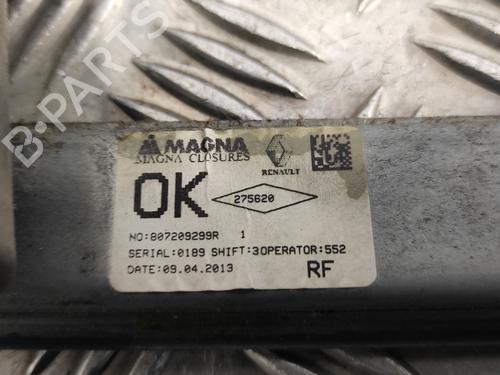 B-PARTS
MAGNA
MAGNA CLOSURES
RENAULT
OK
275620
NO:807209299R 1
SERIAL:0189 SHIFT:3OPERATOR:552
DATE:09.04.2013
RF